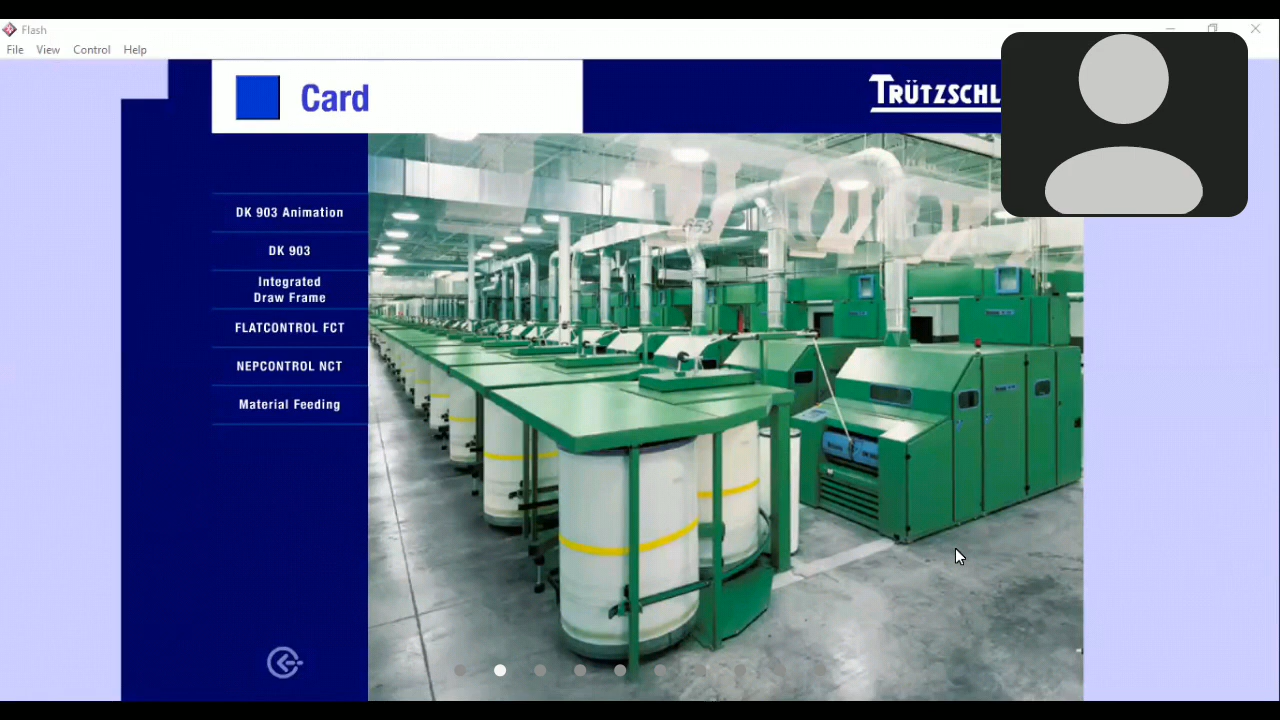 Flash
File View Control Help
Card
TRÜTZSCHL
DK 903 Animation
DK 903
Integrated
Draw Frame
FLATCONTROL FCT
NEPCONTROL NCT
Material Feeding